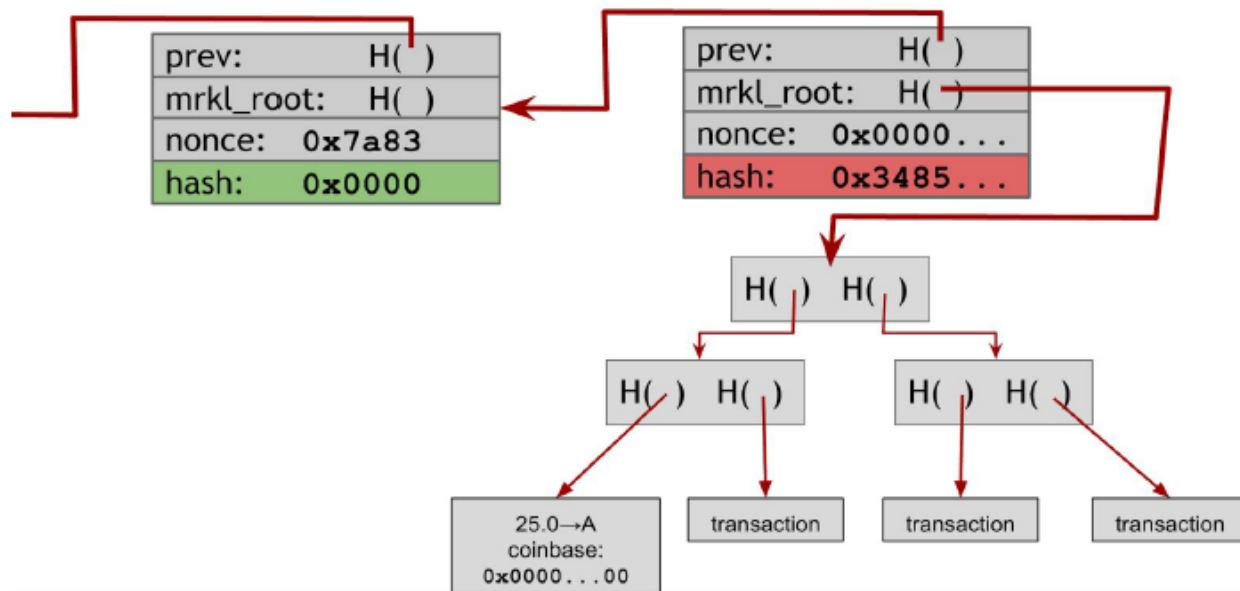 prev: H( )
mrkl_root: H( )
nonce: 0x7a83
hash: 0x0000
prev: H( )
mrkl_root: H( )
nonce: 0x0000...
hash: 0x3485...
H( ) H( )
H( ) H( )
H( ) H( )
25.0→A
coinbase:
0x0000...00
transaction
transaction
transaction